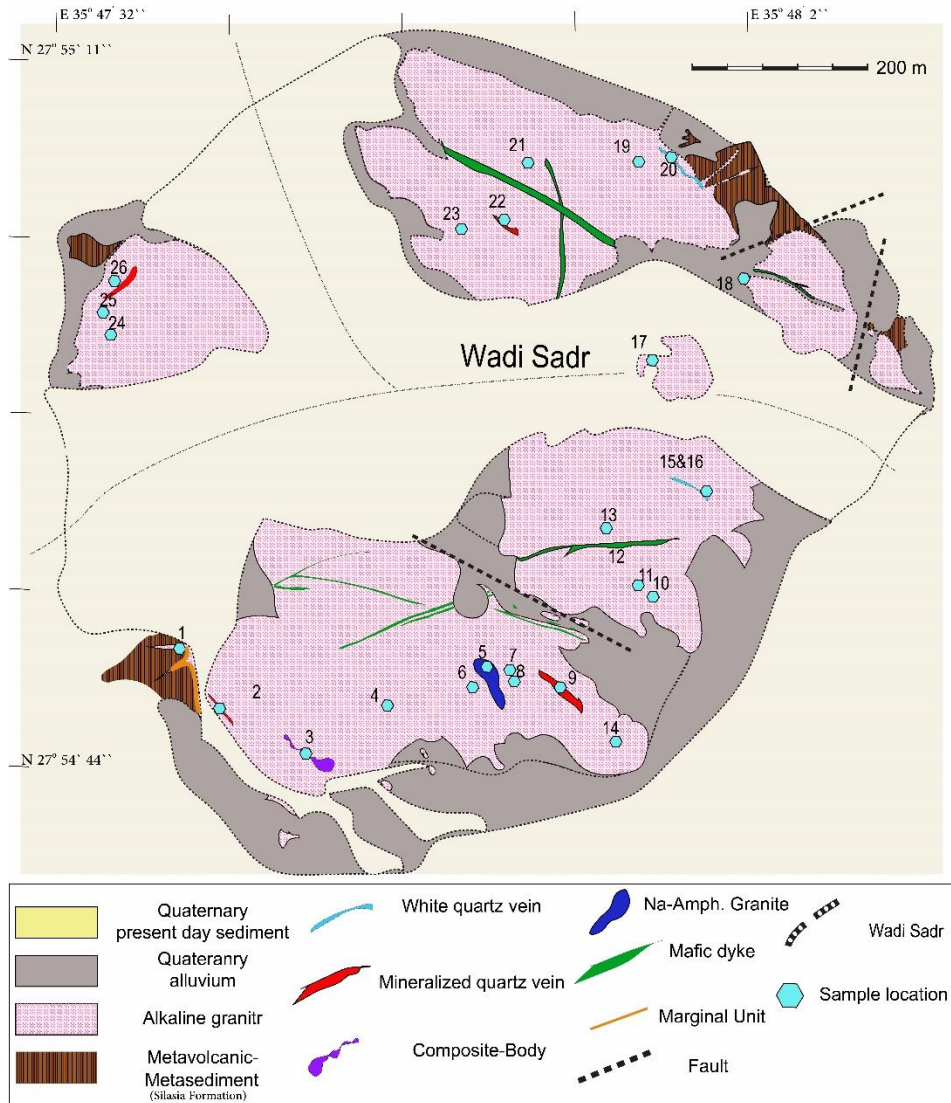 E 35° 47' 32``
E 35° 48' 2``
N 27° 55' 11``
200 m
21
19
20
22
23
26
25
24
18
17
Wadi Sadr
15&16
13
12
11
10
1
5
7
6
8
9
2
4
3
14
N 27° 54' 44``
Quaternary
present day sediment
Quateranry
alluvium
Alkaline granitr
Metavolcanic-
Metasediment
(Silasia Formation)
White quartz vein
Mineralized quartz vein
Composite-Body
Na-Amph. Granite
Mafic dyke
Marginal Unit
Fault
Wadi Sadr
Sample location